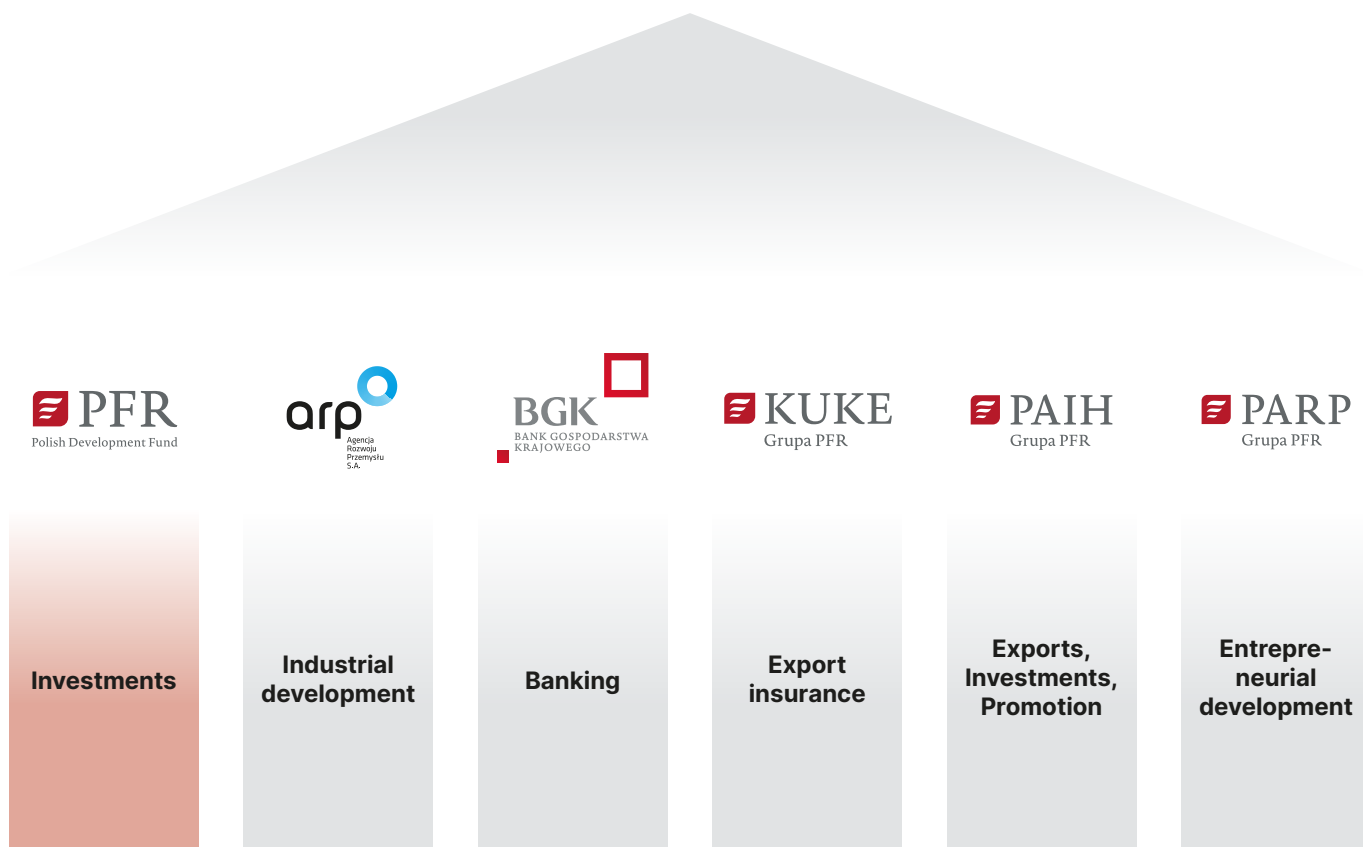 PFR
Polish Development Fund
arp
Agencja
Rozwoju
Przemysłu
S.A.
BGK
BANK GOSPODARSTWA
KRAJOWEGO
KUKE
Grupa PFR
PAIH
Grupa PFR
PARP
Grupa PFR
Investments
Industrial
development
Banking
Export
insurance
Exports,
Investments,
Promotion
Entrepre-
neurial
development